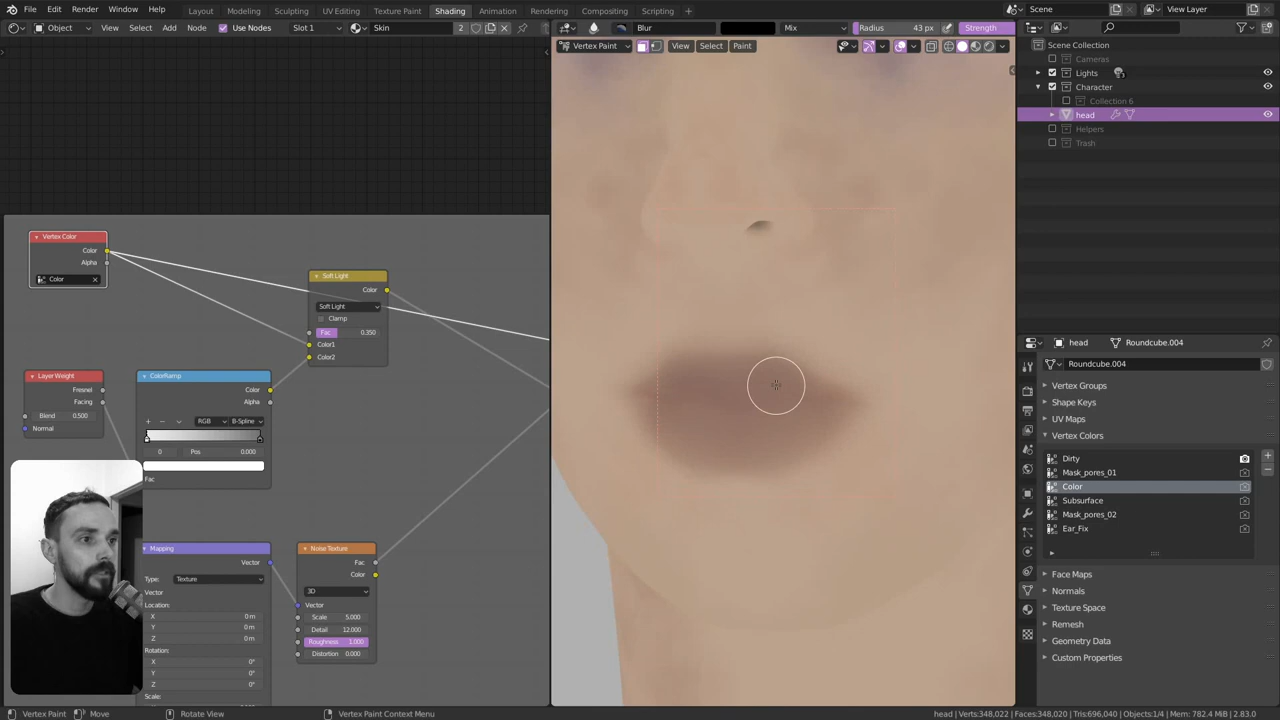 File Edit Render Window Help
Layout Modeling Sculpting UV Editing Texture Paint Shading Animation Rendering Compositing Scripting
Scene View Layer
Object View Select Add Node Use Nodes Slot 1 Skin 2
Blur Mix Radius 43 px Strength
Vertex Paint View Select Paint
Scene Collection
Cameras
Lights
Character
Collection 6
head
Helpers
Trash
Vertex Color
Color
Alpha
Color
Soft Light
Color
Soft Light
Clamp
Fac 0.350
Color1
Color2
Layer Weight
Fresnel
Facing
Blend 0.500
Normal
ColorRamp
Color
Alpha
RGB B-Spline
0 Pos 0.000
Fac
Mapping
Vector
Type: Texture
Vector
Location:
X 0 m
Y 0 m
Z 0 m
Rotation:
X 0°
Y 0°
Z 0°
Scale:
Noise Texture
Fac
Color
3D
Vector
Scale 5.000
Detail 12.000
Roughness 1.000
Distortion 0.000
head Roundcube.004
Roundcube.004
Vertex Groups
Shape Keys
UV Maps
Vertex Colors
Dirty
Mask_pores_01
Color
Subsurface
Mask_pores_02
Ear_Fix
Face Maps
Normals
Texture Space
Remesh
Geometry Data
Custom Properties
Vertex Paint Move Rotate View Vertex Paint Context Menu
head | Verts:348,022 | Faces:348,020 | Tris:696,040 | Objects:1/4 | Mem: 782.4 MiB | 2.83.0